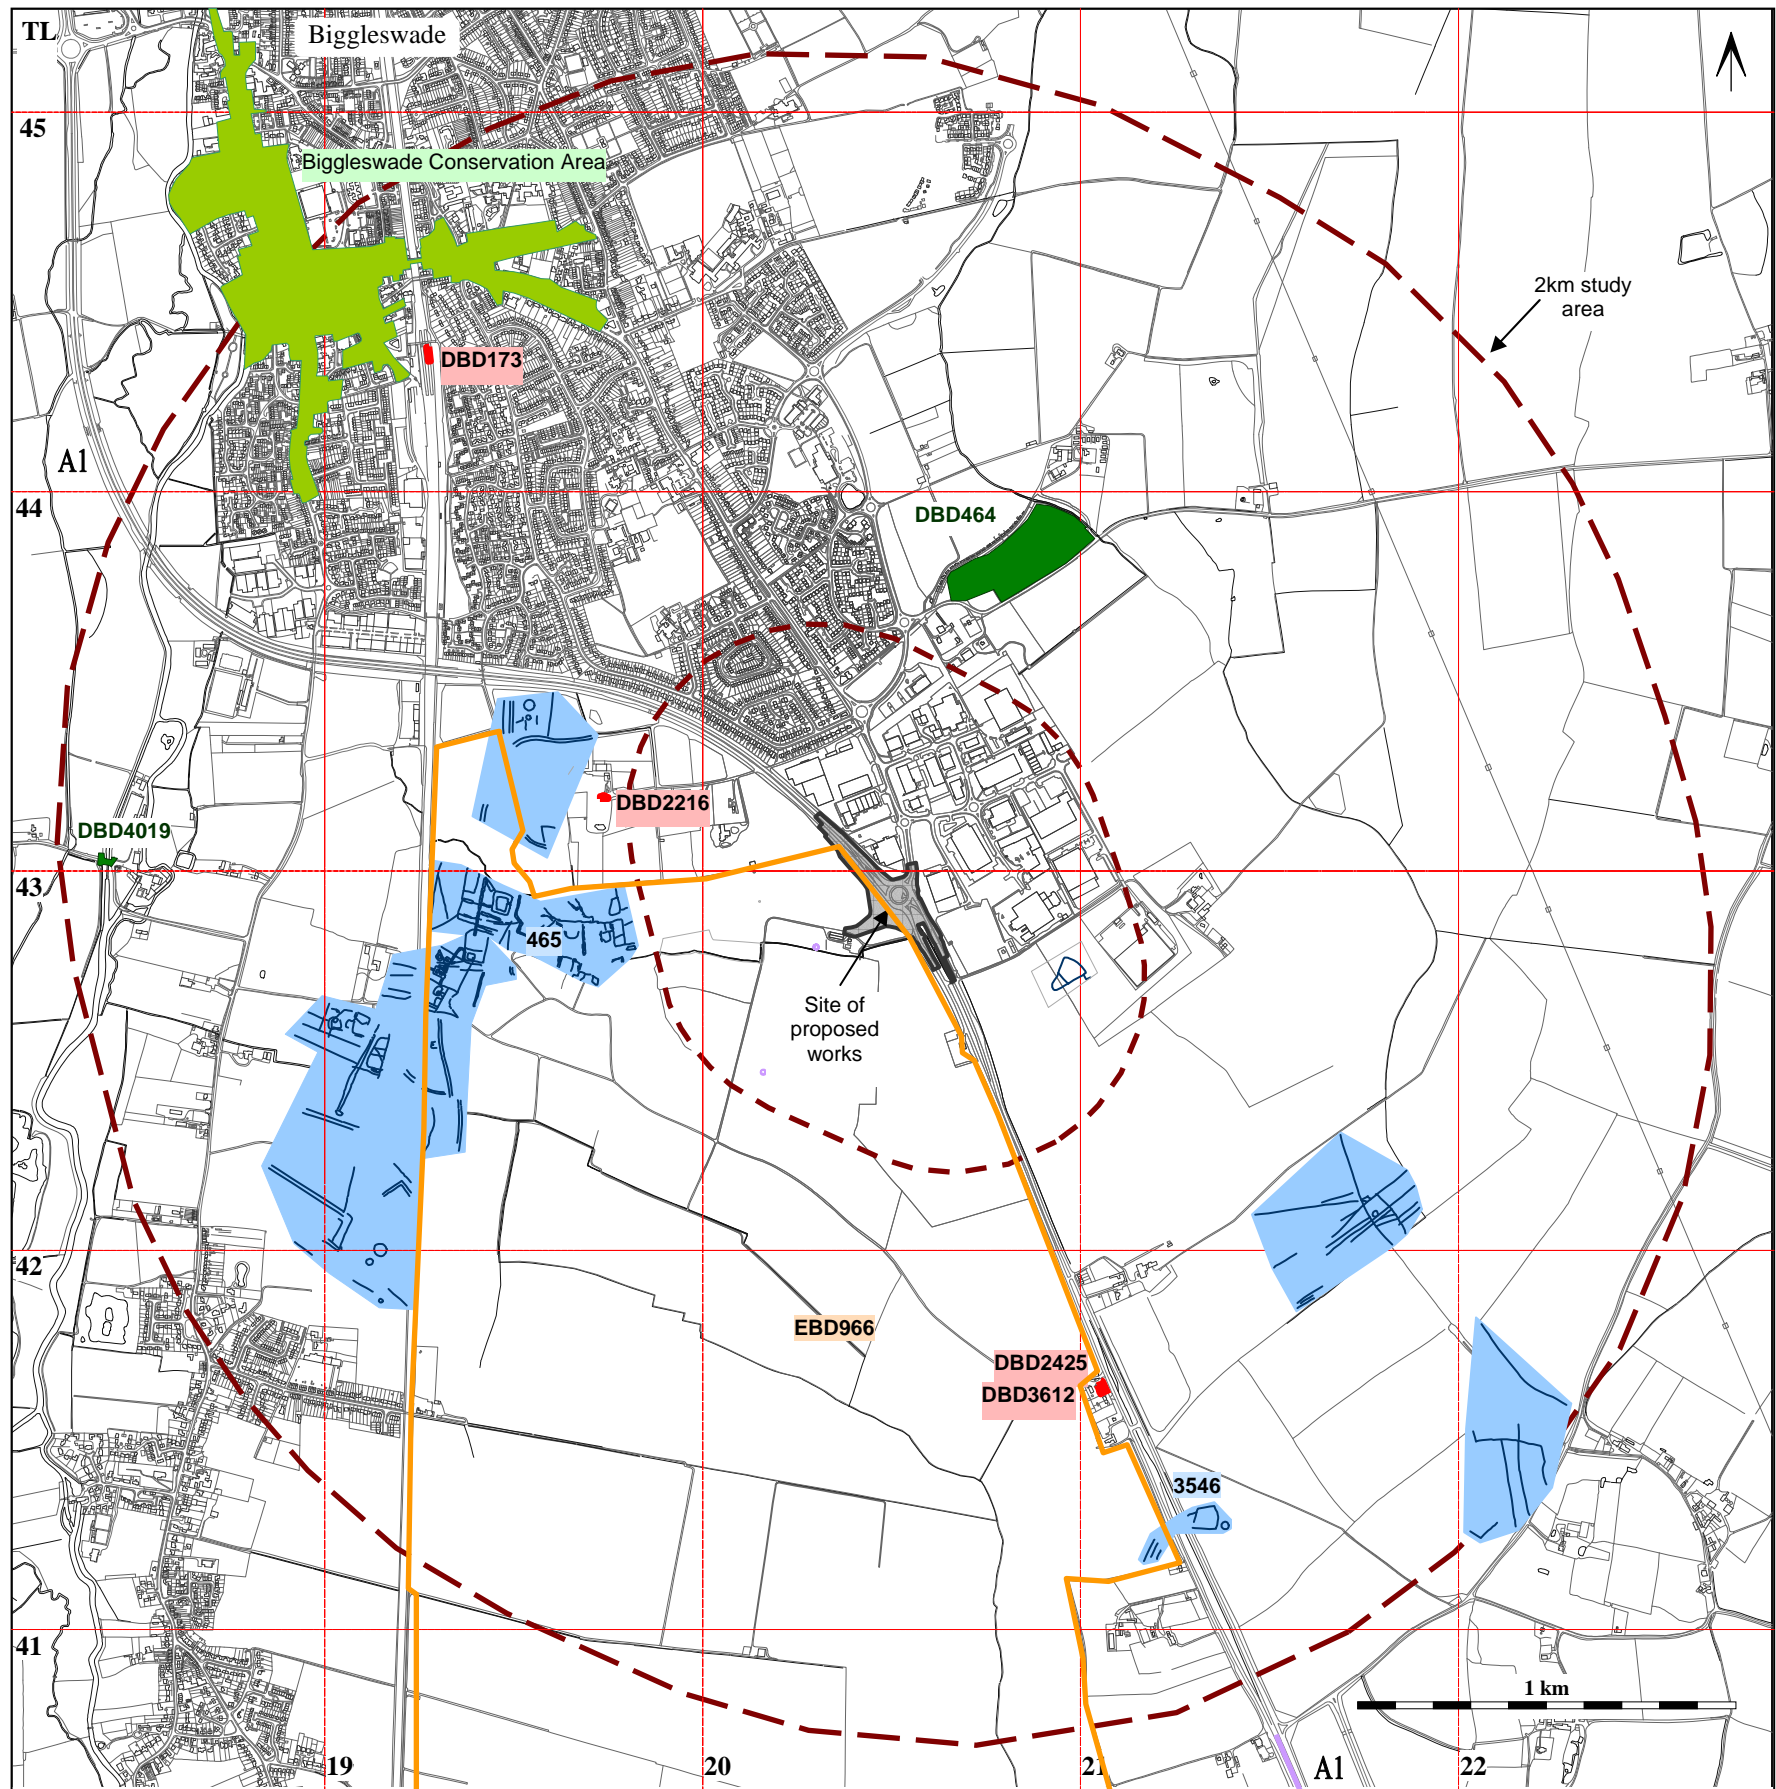 TL
Biggleswade
45
Biggleswade Conservation Area
2km study
area
DBD173
A1
44
DBD464
DBD2216
DBD4019
43
465
Site of
proposed
works
42
EBD966
DBD2425
DBD3612
3546
41
1 km
19
20
21
A1
22